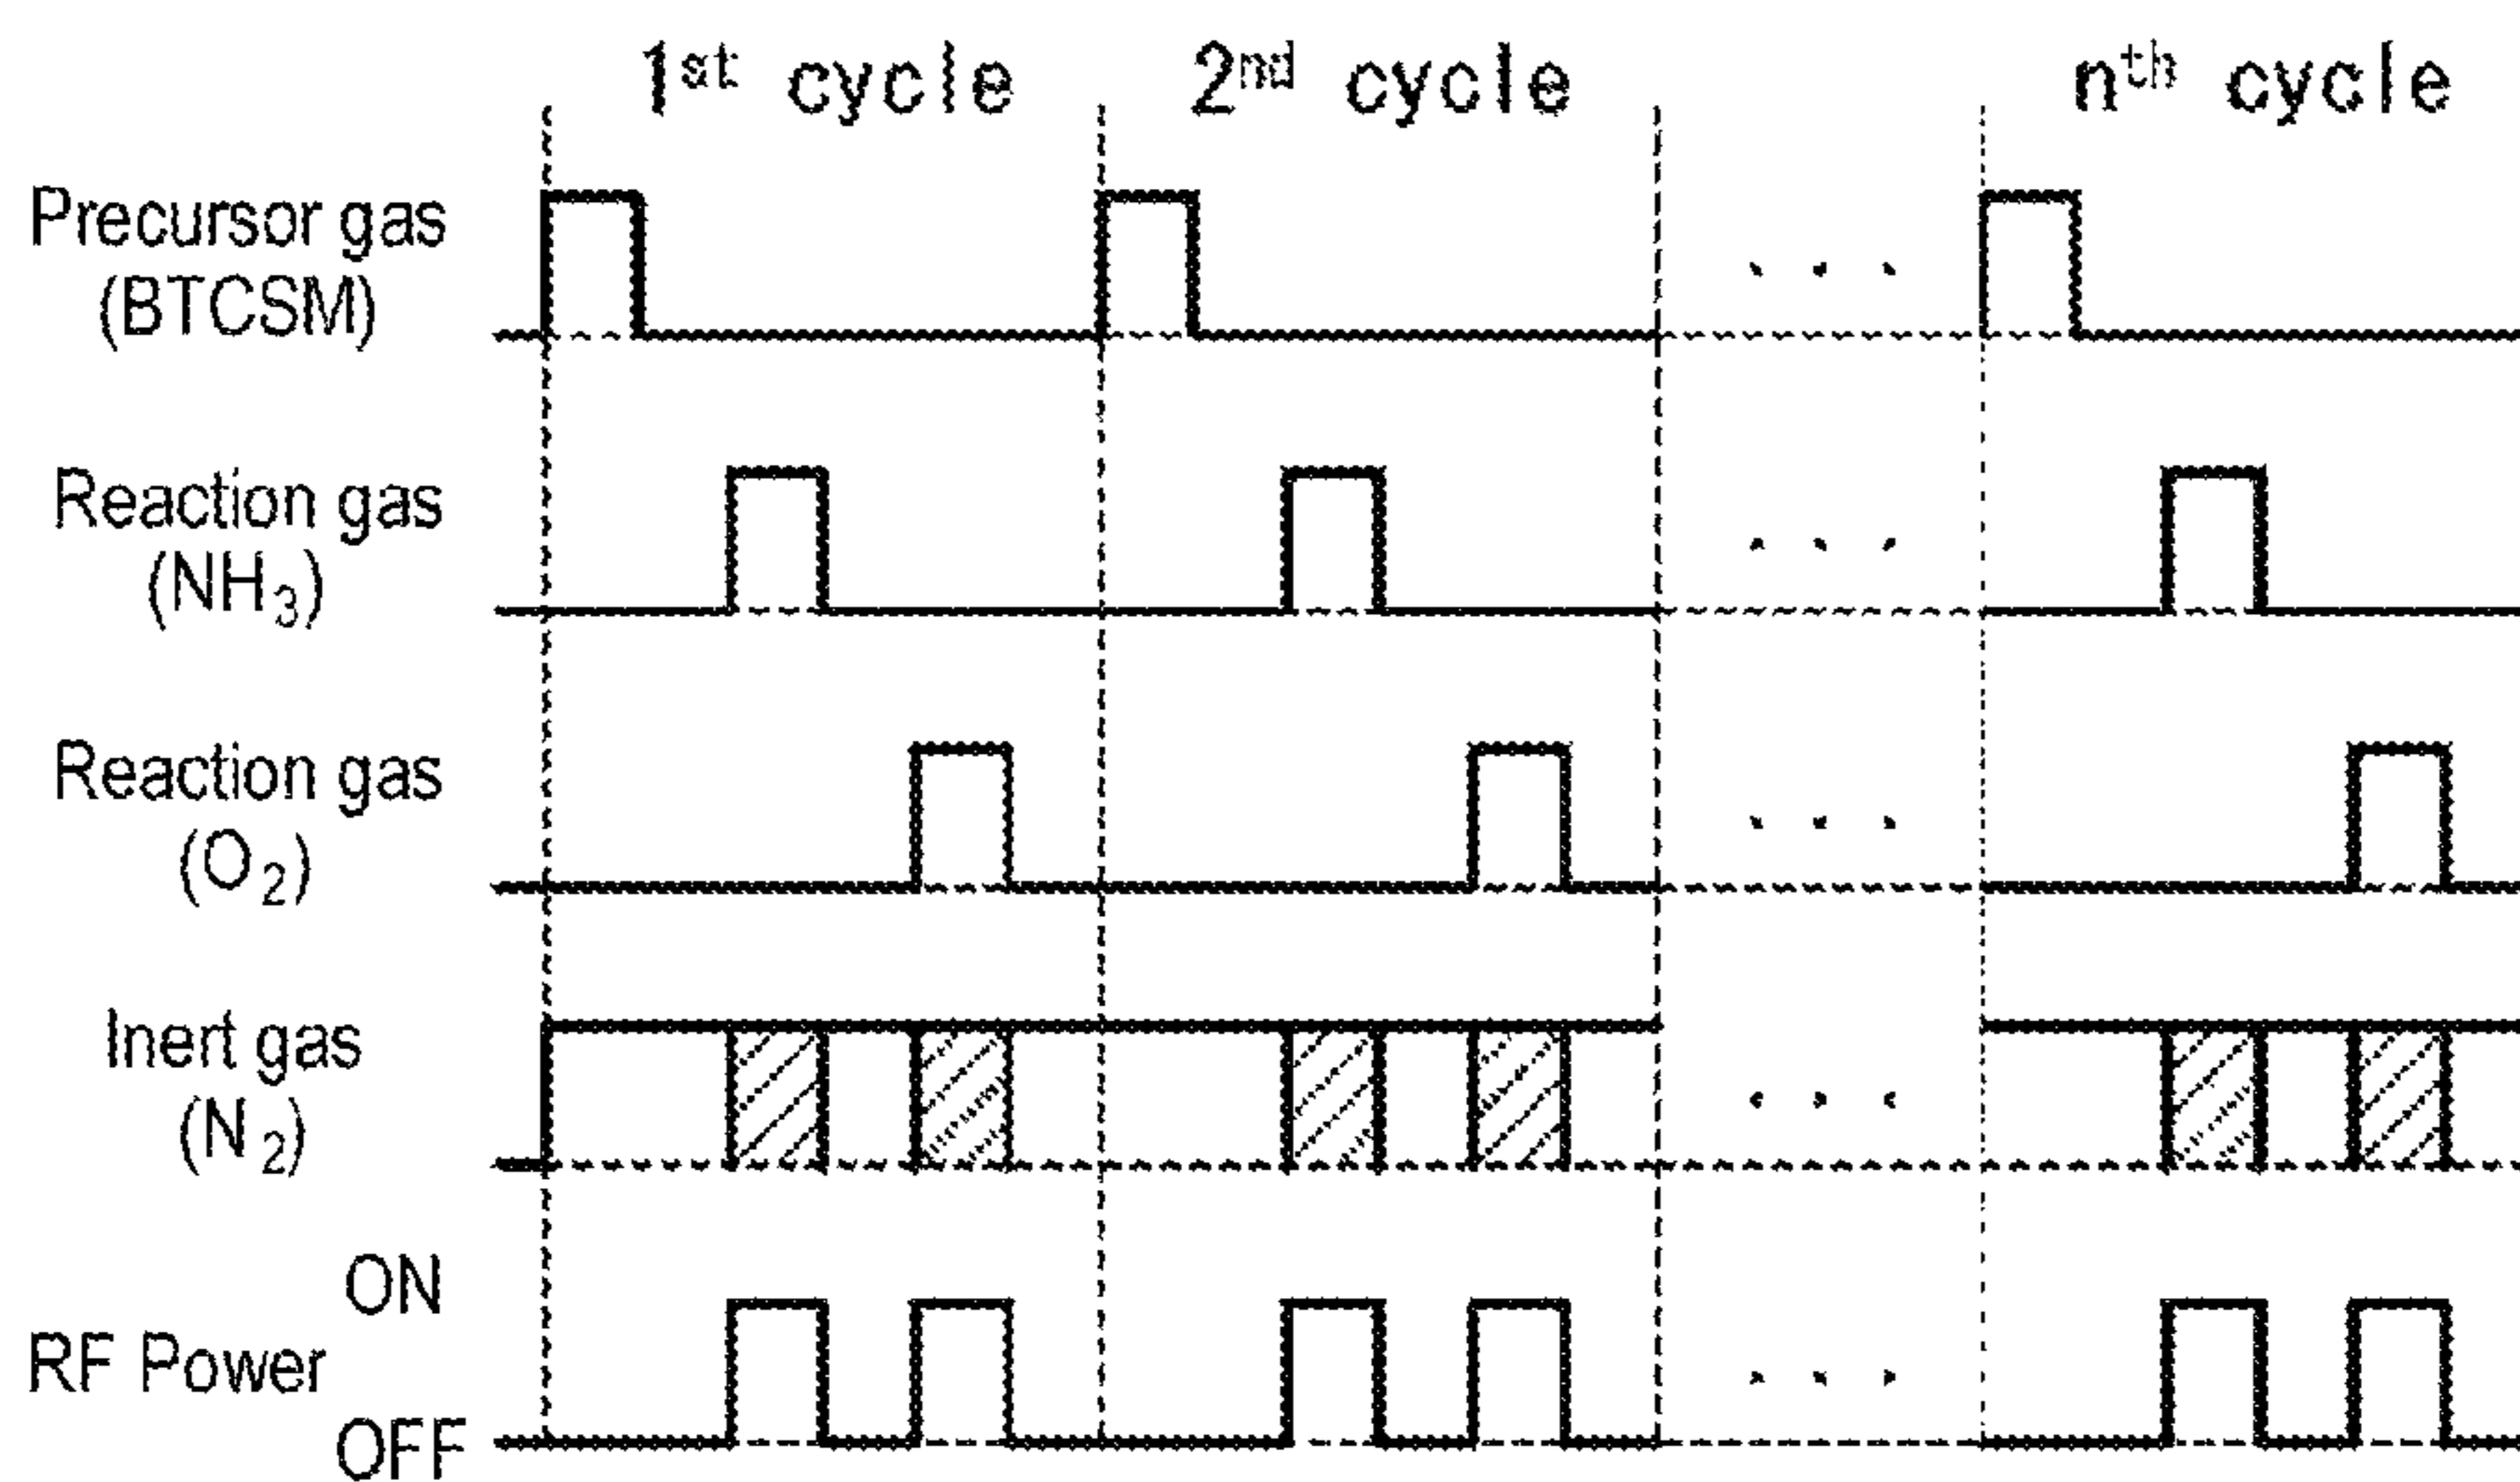 1st cycle 2nd cycle nth cycle
Precursor gas
(BTCSM)
Reaction gas
(NH3)
Reaction gas
(O2)
Inert gas
(N2)
ON
RF Power
OFF